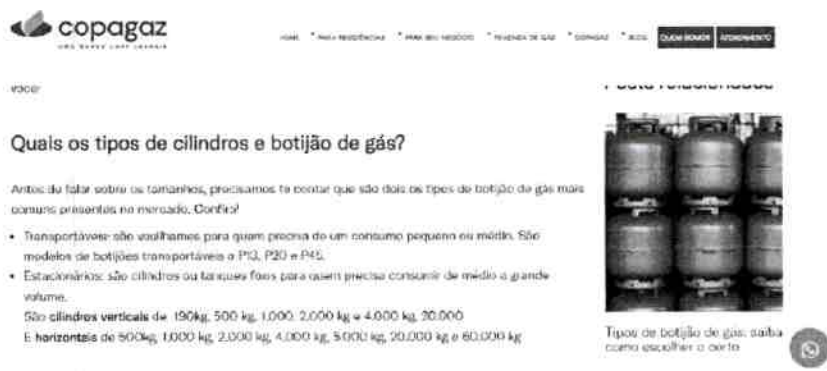 copagaz
HOME PARA RESIDÊNCIAS PARA SEU NEGÓCIO REVENDA DE GÁS COPAGAZ BLOG QUEM SOMOS ATENDIMENTO
você!
Quais os tipos de cilindros e botijão de gás?
Antes de falar sobre os tamanhos, precisamos te contar que são dois os tipos de botijão de gás mais
comuns presentes no mercado. Confira!
• Transportáveis: são vasilhames para quem precisa de um consumo pequeno ou médio. São
modelos de botijões transportáveis o P13, P20 e P45.
• Estacionários: são cilindros ou tanques fixos para quem precisa consumir de médio a grande
volume.
São cilindros verticais de 190kg, 500 kg, 1.000, 2.000 kg e 4.000 kg, 20.000
E horizontais de 500kg, 1.000 kg, 2.000 kg, 4.000 kg, 5.000 kg, 20.000 kg e 60.000 kg
Tipos de botijão de gás: saiba
como escolher o certo